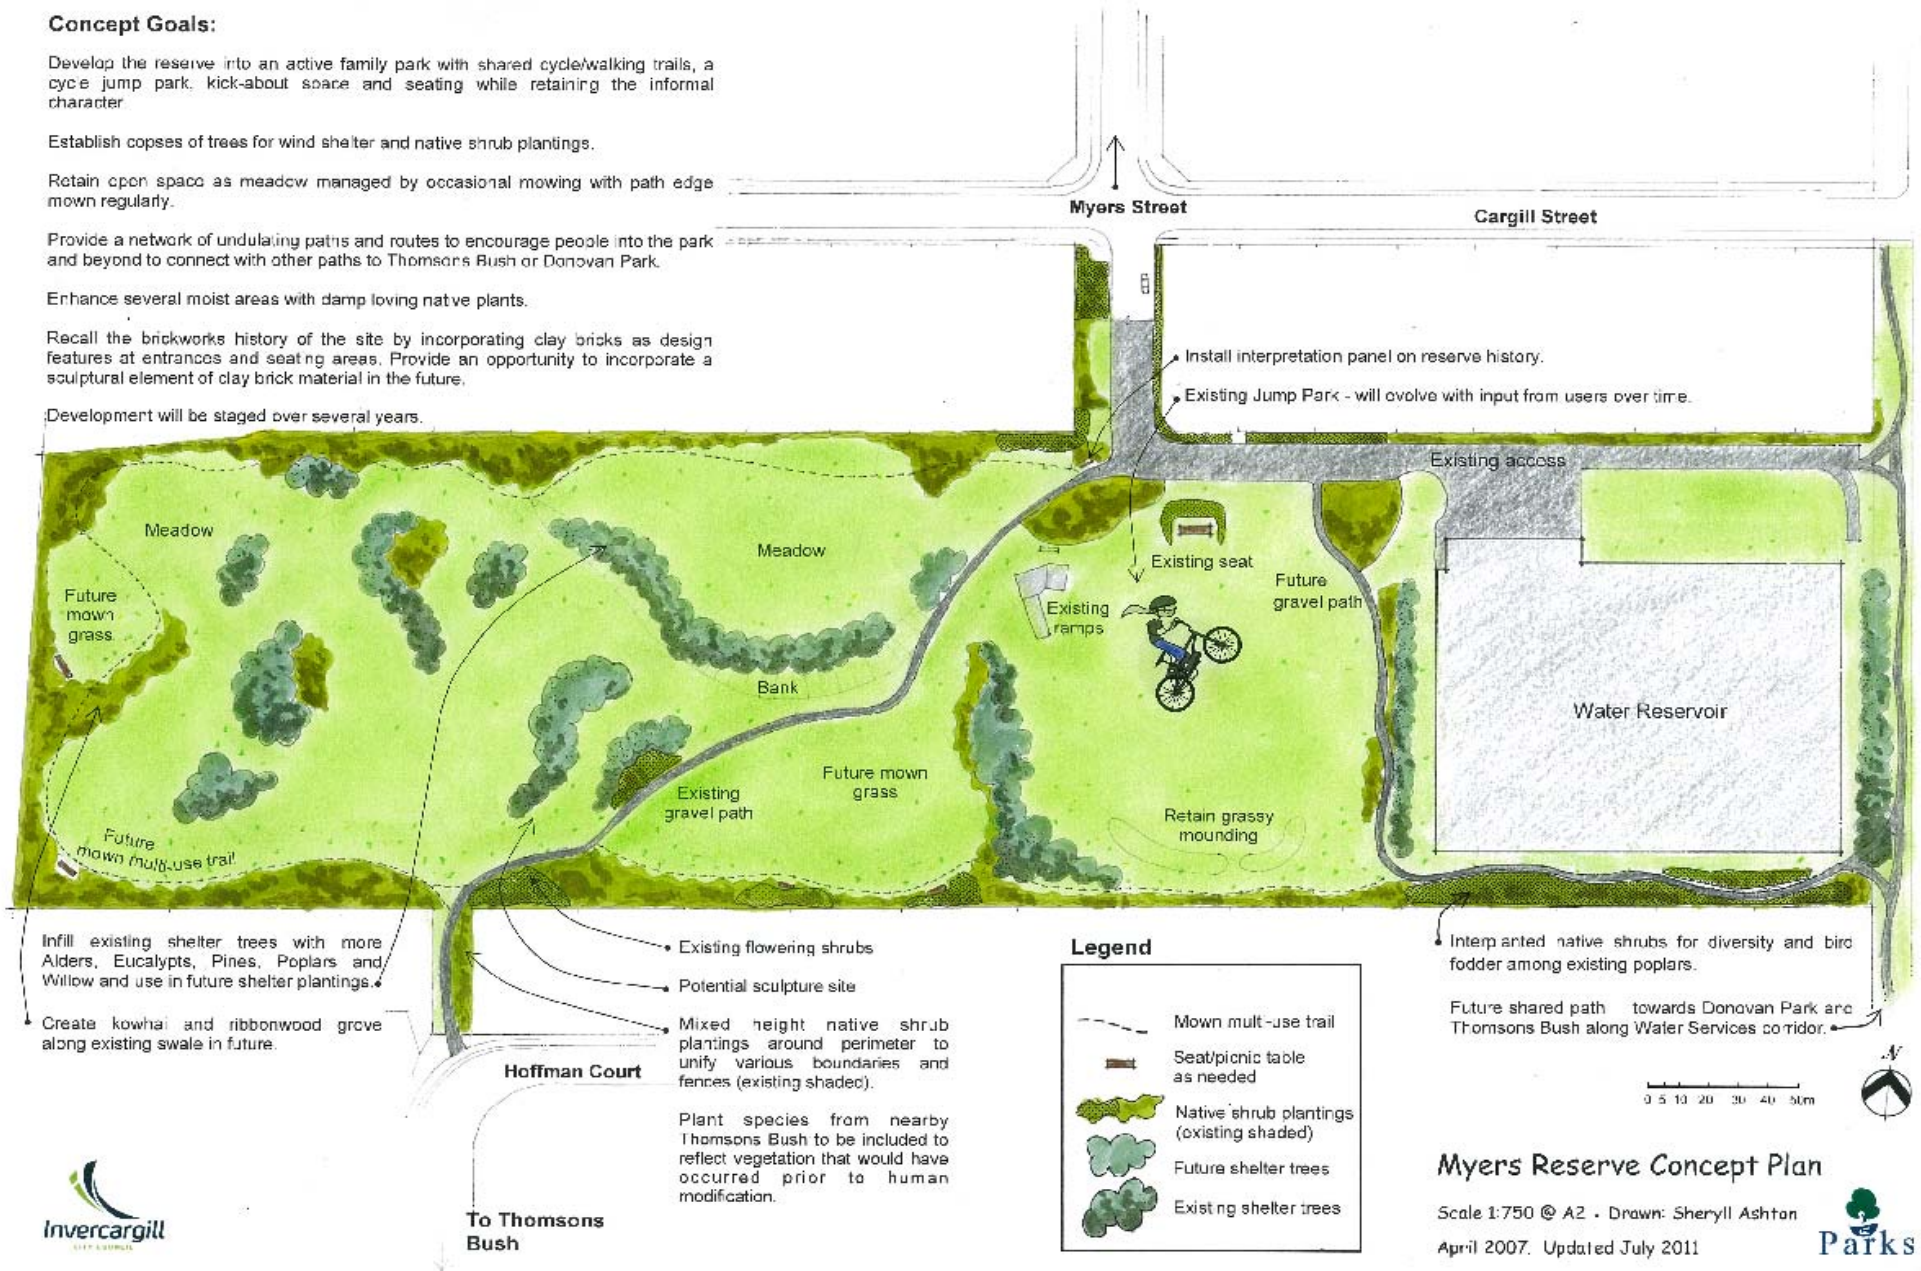 Concept Goals:
Develop the reserve into an active family park with shared cycle/walking trails, a
cycle jump park, kick-about space and seating while retaining the informal
character
Establish copses of trees for wind shelter and native shrub plantings.
Retain open space as meadow managed by occasional mowing with path edge
mown regularly.
Provide a network of undulating paths and routes to encourage people into the park
and beyond to connect with other paths to Thomsons Bush or Donovan Park.
Enhance several moist areas with damp loving native plants.
Recall the brickworks history of the site by incorporating clay bricks as design
features at entrances and seating areas. Provide an opportunity to incorporate a
sculptural element of clay brick material in the future.
Development will be staged over several years.
Myers Street
Cargill Street
Install interpretation panel on reserve history.
Existing Jump Park - will evolve with input from users over time.
Existing access
Meadow
Meadow
Existing seat
Future
gravel path
Future
mown
grass
Existing
ramps
Bank
Water Reservoir
Future mown
grass
Existing
gravel path
Retain grassy
mounding
Future
mown multi-use trail
Infill existing shelter trees with more
Alders, Eucalypts, Pines, Poplars and
Willow and use in future shelter plantings.
Create kowhai and ribbonwood grove
along existing swale in future.
Existing flowering shrubs
Potential sculpture site
Mixed height native shrub
plantings around perimeter to
unify various boundaries and
fences (existing shaded).
Plant species from nearby
Thomsons Bush to be included to
reflect vegetation that would have
occurred prior to human
modification.
Hoffman Court
To Thomsons
Bush
Legend
Mown multi-use trail
Seat/picnic table
as needed
Native shrub plantings
(existing shaded)
Future shelter trees
Existing shelter trees
Interplanted native shrubs for diversity and bird
fodder among existing poplars.
Future shared path towards Donovan Park and
Thomsons Bush along Water Services corridor.
N
0 5 10 20 30 40 50m
Myers Reserve Concept Plan
Scale 1:750 @ A2 . Drawn: Sheryll Ashton
April 2007. Updated July 2011
Invercargill
CITY COUNCIL
Parks